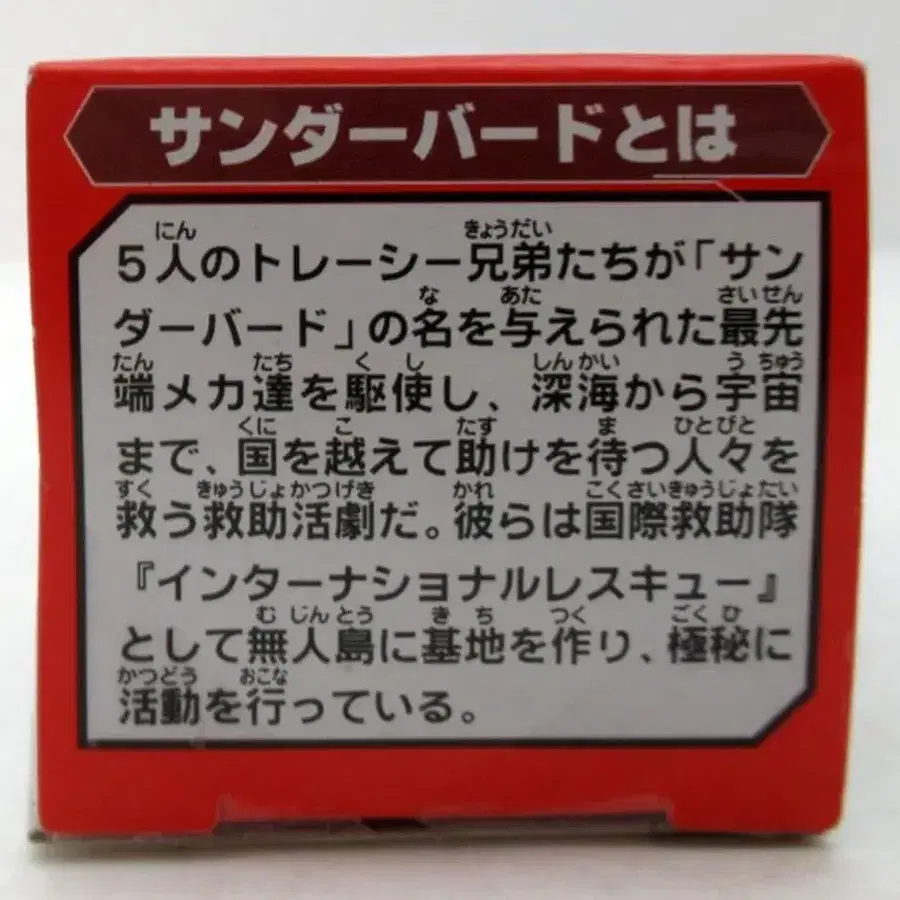 サンダーバードとは
5人のトレーシー兄弟たちが「サン
ダーバード」の名を与えられた最先
端メカ達を駆使し、深海から宇宙
まで、国を越えて助けを待つ人々を
救う救助活劇だ。彼らは国際救助隊
『インターナショナルレスキュー』
として無人島に基地を作り、極秘に
活動を行っている。